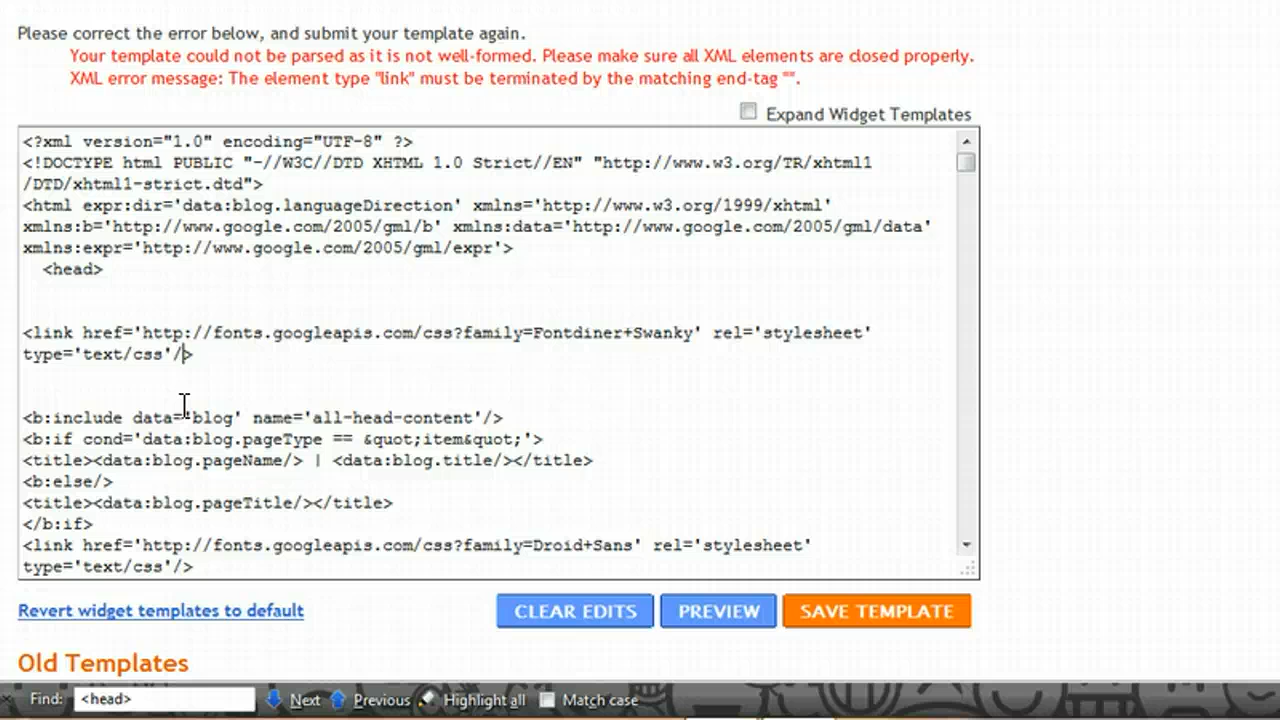 Please correct the error below, and submit your template again.
Your template could not be parsed as it is not well-formed. Please make sure all XML elements are closed properly.
XML error message: The element type "link" must be terminated by the matching end-tag "".
Expand Widget Templates
<?xml version="1.0" encoding="UTF-8" ?>
<!DOCTYPE html PUBLIC "-//W3C//DTD XHTML 1.0 Strict//EN" "http://www.w3.org/TR/xhtml1
/DTD/xhtml1-strict.dtd">
<html expr:dir='data:blog.languageDirection' xmlns='http://www.w3.org/1999/xhtml'
xmlns:b='http://www.google.com/2005/gml/b' xmlns:data='http://www.google.com/2005/gml/data'
xmlns:expr='http://www.google.com/2005/gml/expr'>
<head>
<link href='http://fonts.googleapis.com/css?family=Fontdiner+Swanky' rel='stylesheet'
type='text/css'/>
<b:include data='blog' name='all-head-content'/>
<b:if cond='data:blog.pageType == &quot;item&quot;'>
<title><data:blog.pageName/> | <data:blog.title/></title>
<b:else/>
<title><data:blog.pageTitle/></title>
</b:if>
<link href='http://fonts.googleapis.com/css?family=Droid+Sans' rel='stylesheet'
type='text/css'/>
Revert widget templates to default
CLEAR EDITS
PREVIEW
SAVE TEMPLATE
Old Templates
Find: <head> Next Previous Highlight all Match case